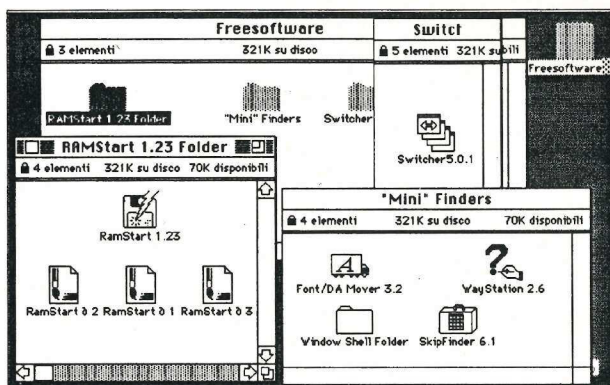 Freesoftware
3 elementi 321K su disco
RAMStart 1.23 Folder
"Mini" Finders
Switcher
Switch
5 elementi 321K su
bili
Switcher5.0.1
Freesoftware
RAMStart 1.23 Folder
4 elementi 321K su disco 70K disponibili
RamStart 1.23
RamStart ∂ 2 RamStart ∂ 1 RamStart ∂ 3
"Mini" Finders
4 elementi 321K su disco 70K disponibili
Font/DA Mover 3.2
WayStation 2.6
Window Shell Folder
SkipFinder 6.1